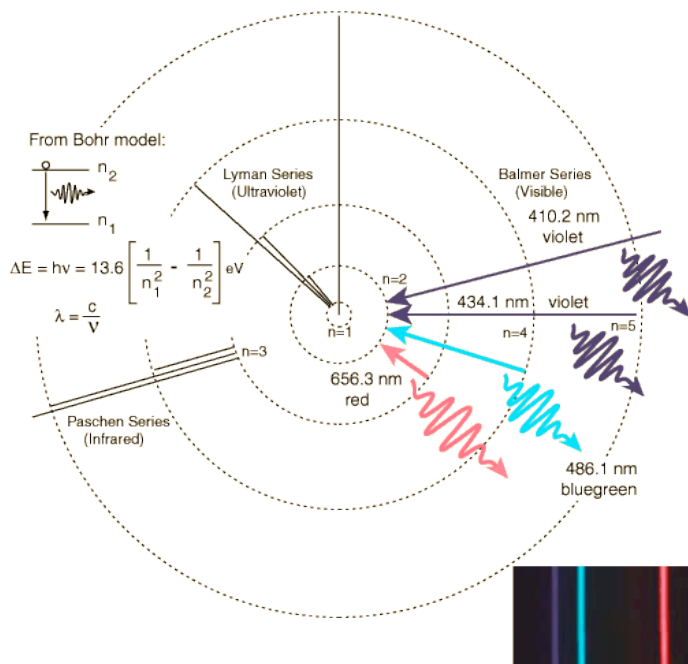 From Bohr model:
n2
n1
ΔE = hν = 13.6 [ 1/n1² - 1/n2² ] eV
λ = c/ν
Lyman Series
(Ultraviolet)
Balmer Series
(Visible)
410.2 nm
violet
n=2
434.1 nm violet
n=1
n=4
n=5
n=3
656.3 nm
red
Paschen Series
(Infrared)
486.1 nm
bluegreen